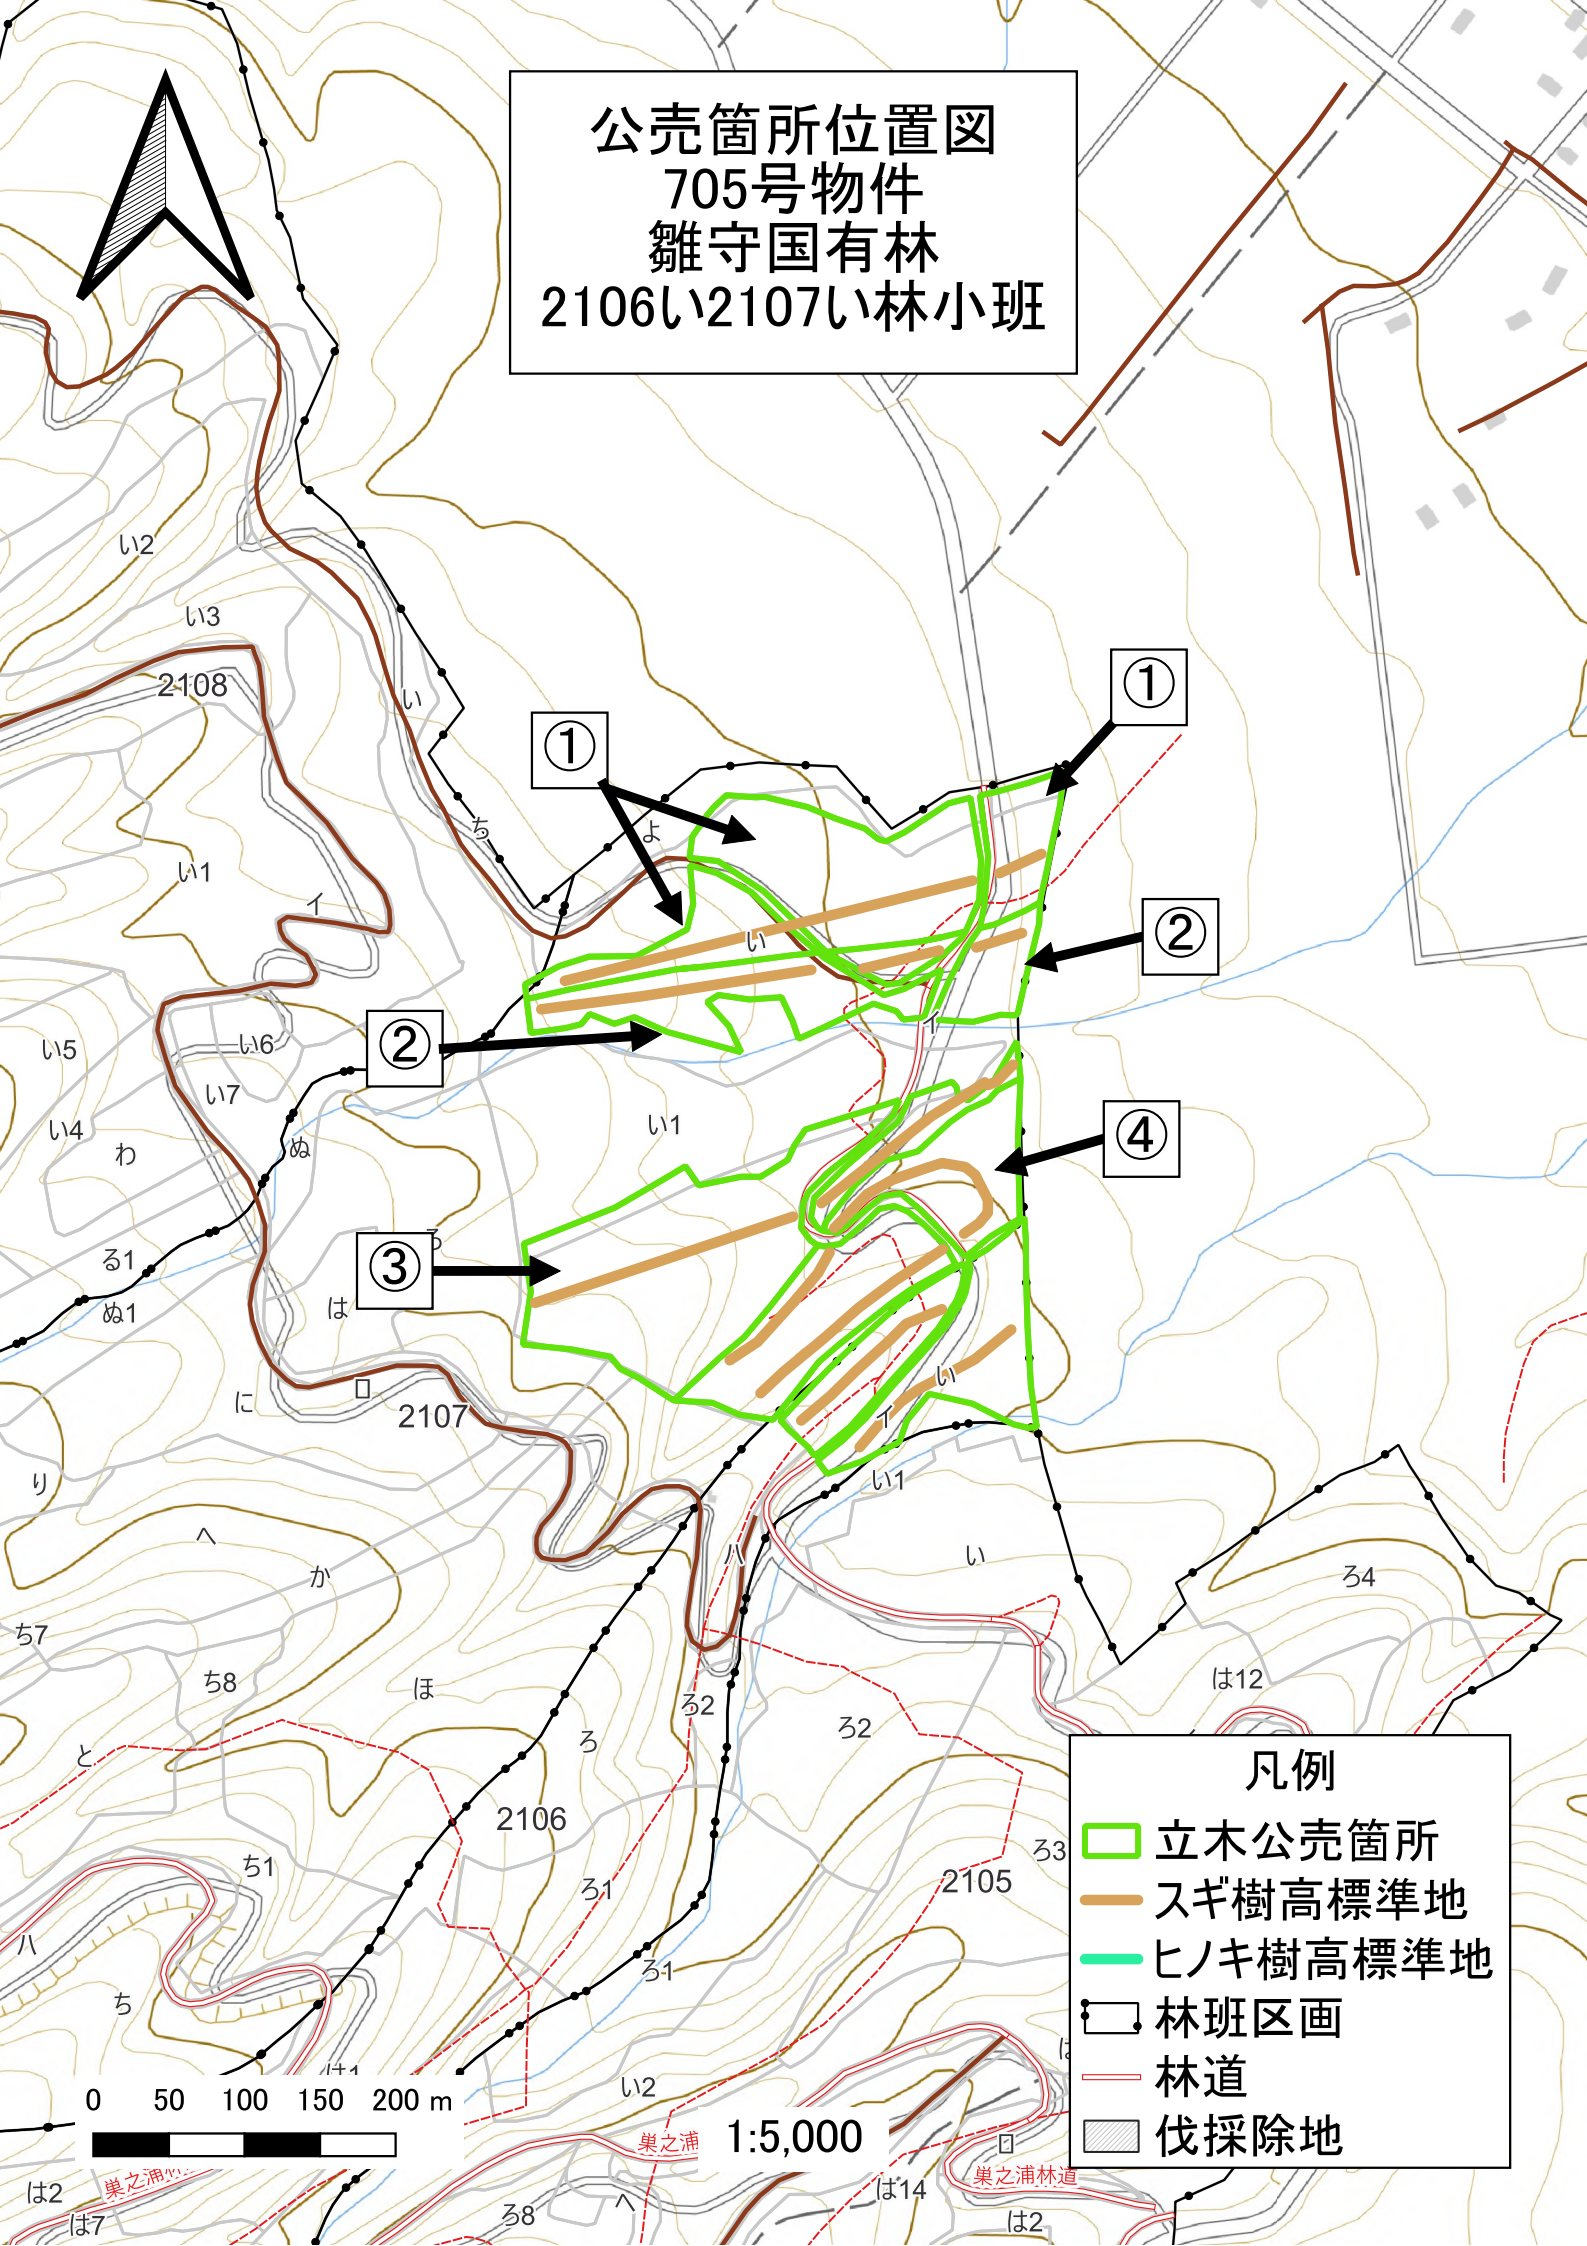 公売箇所位置図
705号物件
雛守国有林
2106い2107い林小班
い2
い3
2108
い
①
①
ち
よ
い1
イ
い
②
②
イ
い5
い6
い7
い4
わ
ぬ
い1
④
③
ろ
る1
ぬ1
は
に
ロ
2107
い
イ
り
い1
へ
か
ハ
い
ろ4
ち7
ち8
ほ
ろ2
ろ
ろ2
は12
と
2106
ち1
ろ1
2105
ろ3
ハ
ち
ろ1
は1
い2
凡例
立木公売箇所
スギ樹高標準地
ヒノキ樹高標準地
林班区画
林道
伐採除地
0 50 100 150 200 m
1:5,000
巣之浦
ロ
巣之浦林道
巣之浦林
は2
は7
ろ8
へ
は14
は2